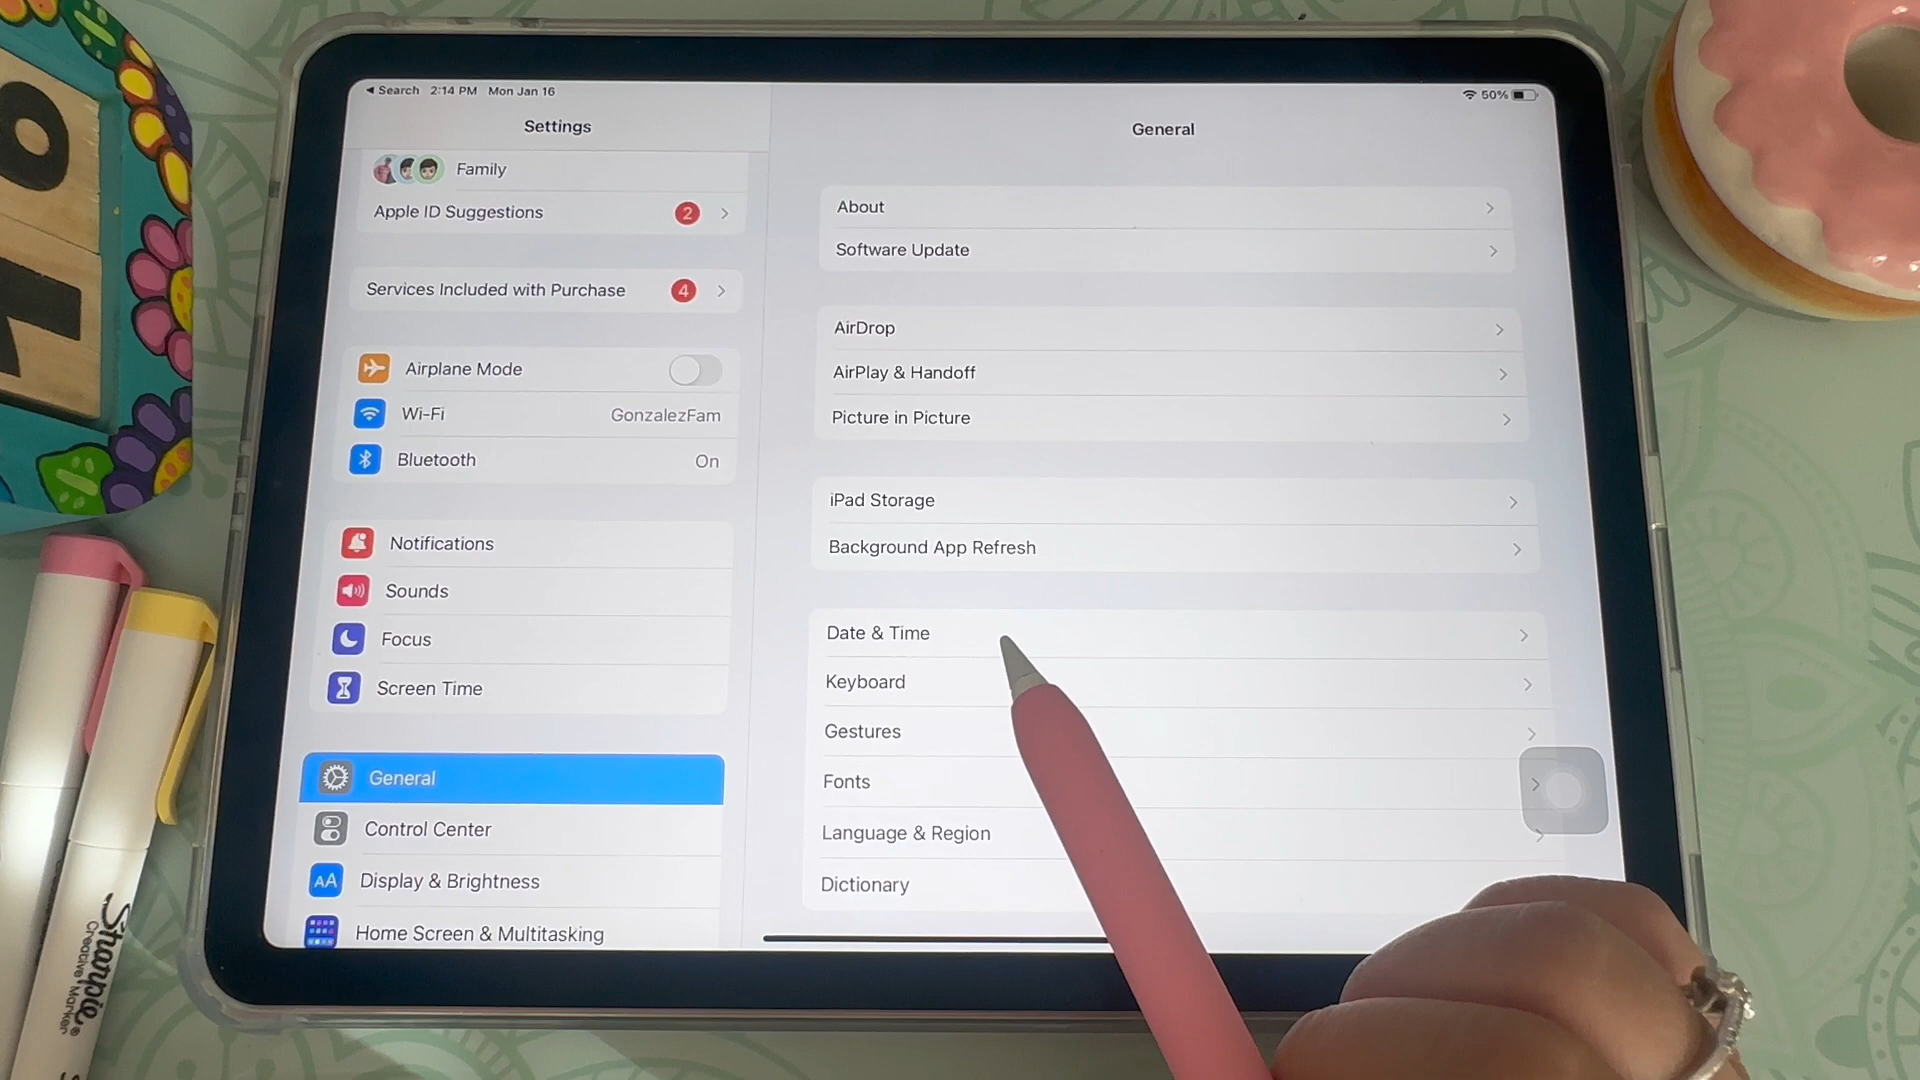 Search 2:14 PM Mon Jan 16
50%
Settings
Family
Apple ID Suggestions 2
Services Included with Purchase 4
Airplane Mode
Wi-Fi GonzalezFam
Bluetooth On
Notifications
Sounds
Focus
Screen Time
General
Control Center
AA Display & Brightness
Home Screen & Multitasking
General
About
Software Update
AirDrop
AirPlay & Handoff
Picture in Picture
iPad Storage
Background App Refresh
Date & Time
Keyboard
Gestures
Fonts
Language & Region
Dictionary
Sharpie
Creative Marker